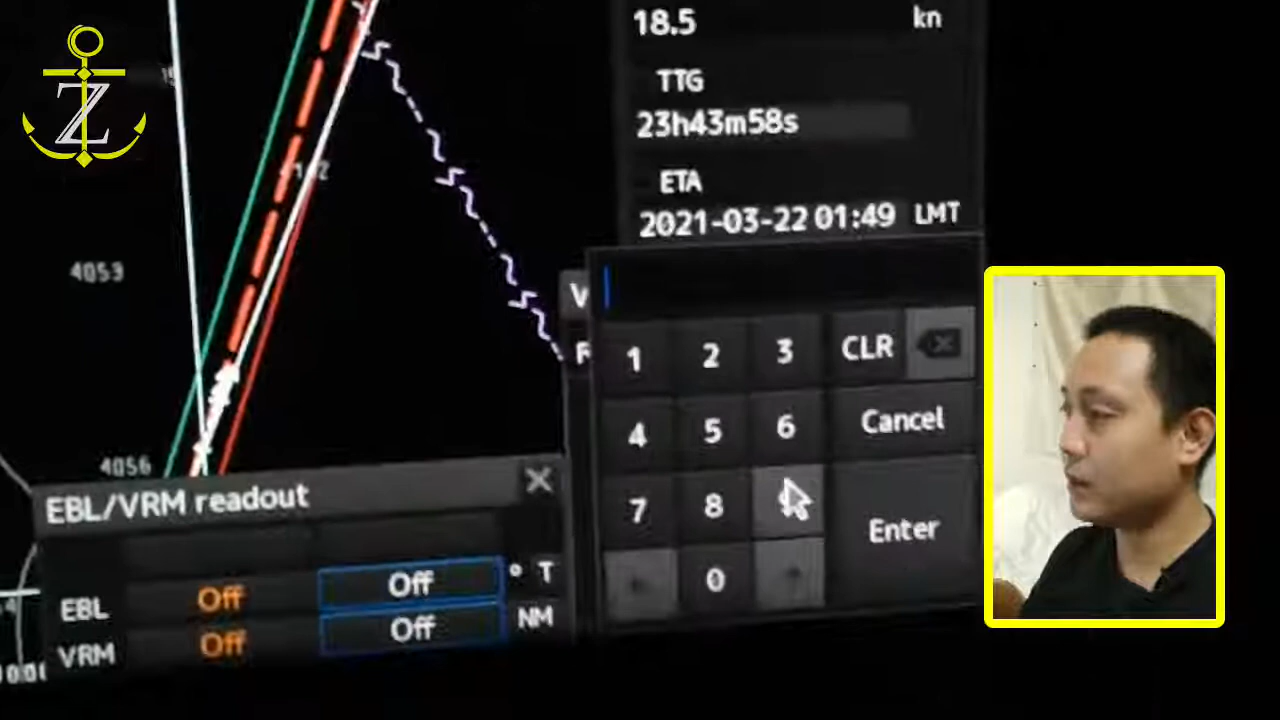 Z
18.5 kn
TTG
23h43m58s
ETA
2021-03-22 01:49 LMT
4053
4056
V
1 2 3 CLR
4 5 6 Cancel
7 8 Enter
0
EBL/VRM readout
EBL Off Off ° T
VRM Off Off NM